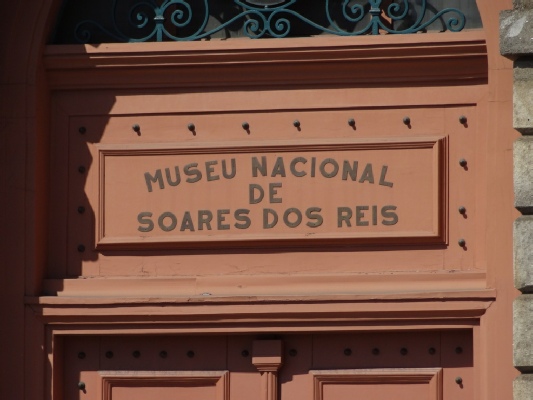 MUSEU NACIONAL
DE
SOARES DOS REIS